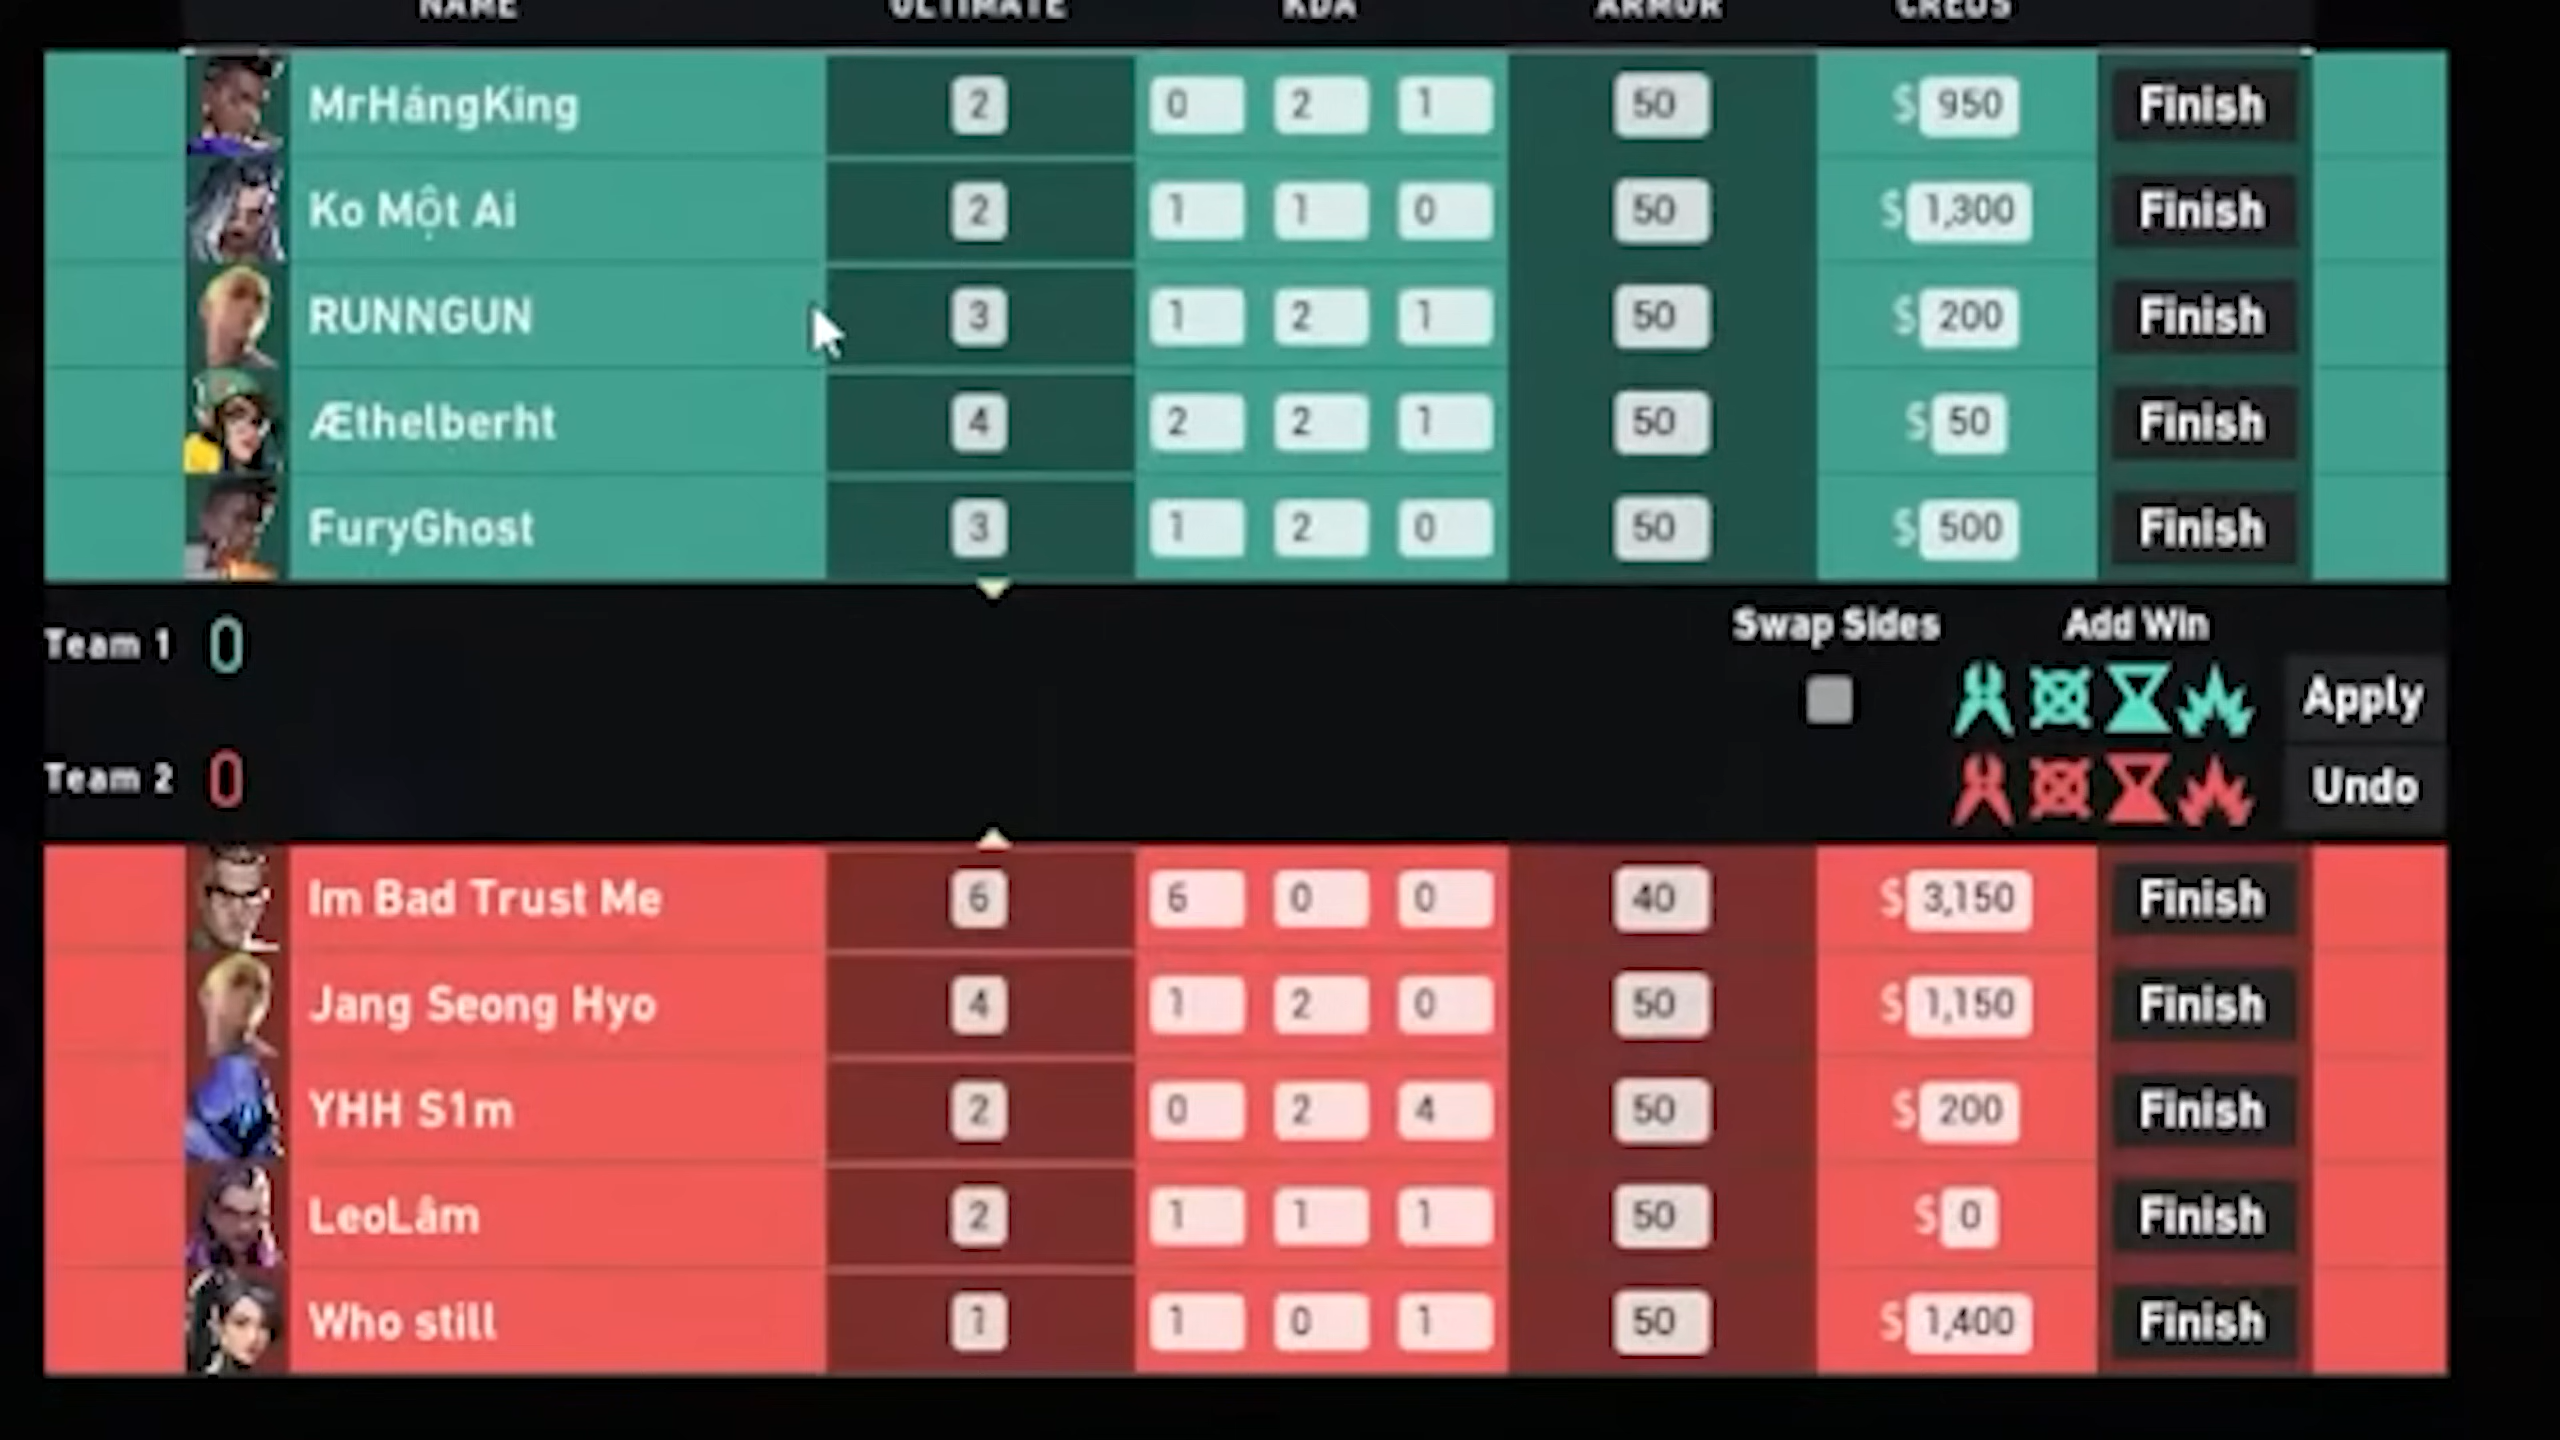 NAME ULTIMATE KDA ARMOR CREDS
MrHángKing 2 0 2 1 50 $ 950 Finish
Ko Một Ai 2 1 1 0 50 $ 1,300 Finish
RUNNGUN 3 1 2 1 50 $ 200 Finish
Æthelberht 4 2 2 1 50 $ 50 Finish
FuryGhost 3 1 2 0 50 $ 500 Finish
Swap Sides Add Win
Team 1 0
Apply
Team 2 0
Undo
Im Bad Trust Me 6 6 0 0 40 $ 3,150 Finish
Jang Seong Hyo 4 1 2 0 50 $ 1,150 Finish
YHH S1m 2 0 2 4 50 $ 200 Finish
LeoLâm 2 1 1 1 50 $ 0 Finish
Who still 1 1 0 1 50 $ 1,400 Finish